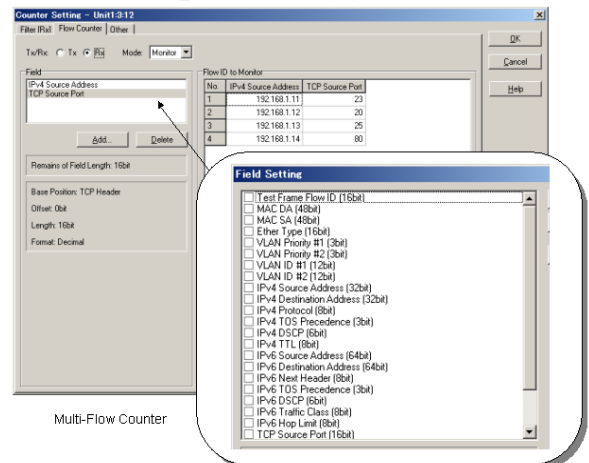 Counter Setting - Unit1:3:12
Filter [Rx] Flow Counter Other
OK
Cancel
Help
Tx/Rx: Tx Rx Mode: Monitor
Field
IPv4 Source Address
TCP Source Port
Add... Delete
Remains of Field Length: 16bit
Base Position: TCP Header
Offset: 0bit
Length: 16bit
Format: Decimal
Flow ID to Monitor
No. IPv4 Source Address TCP Source Port
1 192.168.1.11 23
2 192.168.1.12 20
3 192.168.1.13 25
4 192.168.1.14 80
Field Setting
Test Frame Flow ID (16bit)
MAC DA (48bit)
MAC SA (48bit)
Ether Type (16bit)
VLAN Priority #1 (3bit)
VLAN Priority #2 (3bit)
VLAN ID #1 (12bit)
VLAN ID #2 (12bit)
IPv4 Source Address (32bit)
IPv4 Destination Address (32bit)
IPv4 Protocol (8bit)
IPv4 TOS Precedence (3bit)
IPv4 DSCP (6bit)
IPv4 TTL (8bit)
IPv6 Source Address (64bit)
IPv6 Destination Address (64bit)
IPv6 Next Header (8bit)
IPv6 TOS Precedence (3bit)
IPv6 DSCP (6bit)
IPv6 Traffic Class (8bit)
IPv6 Hop Limit (8bit)
TCP Source Port (16bit)
Multi-Flow Counter